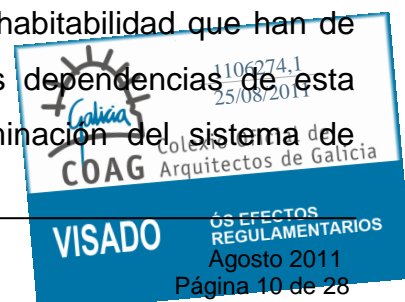 habitabilidad que han de
s dependencias de esta
minación del sistema de
1106274,1
25/08/2011
Galicia
COAG
Colexio Oficial de
Arquitectos de Galicia
VISADO
ÓS EFECTOS
REGULAMENTARIOS
Agosto 2011
Página 10 de 28